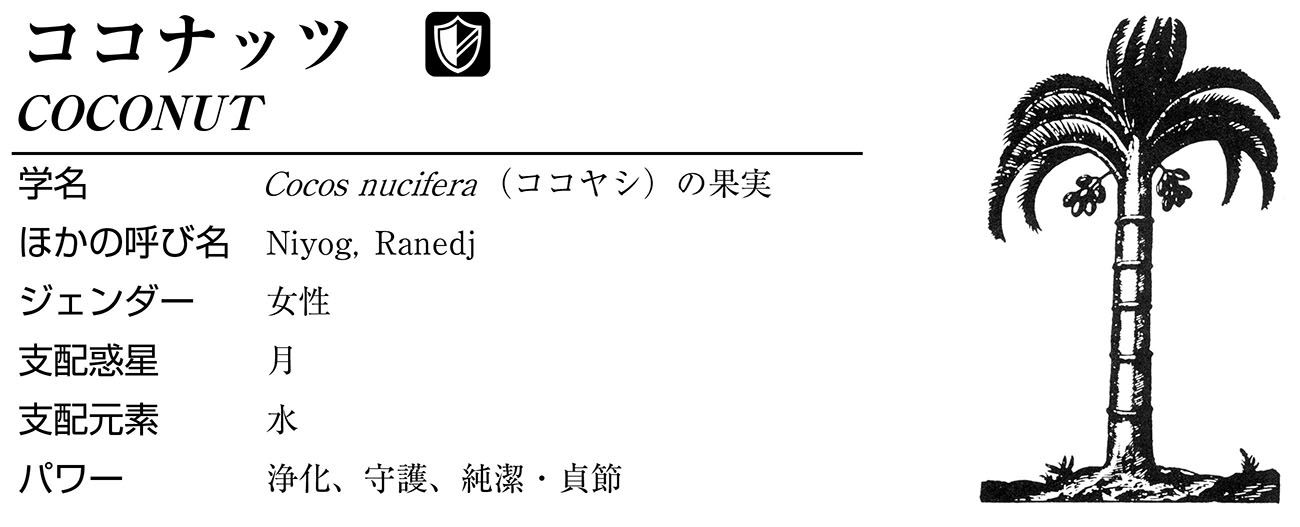 ココナッツ
COCONUT
学名 Cocos nucifera（ココヤシ）の果実
ほかの呼び名 Niyog, Ranedj
ジェンダー 女性
支配惑星 月
支配元素 水
パワー 浄化、守護、純潔・貞節